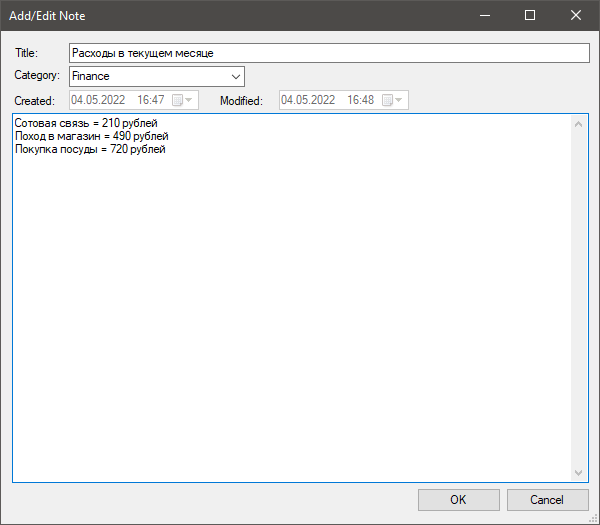 Add/Edit Note
Title: Расходы в текущем месяце
Category: Finance
Created: 04.05.2022 16:47 Modified: 04.05.2022 16:48
Сотовая связь = 210 рублей
Поход в магазин = 490 рублей
Покупка посуды = 720 рублей
OK Cancel